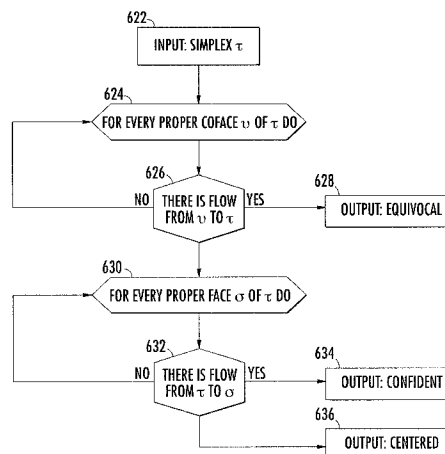 622
INPUT: SIMPLEX τ
624
FOR EVERY PROPER COFACE υ OF τ DO
626
NO THERE IS FLOW YES
FROM υ TO τ
628
OUTPUT: EQUIVOCAL
630
FOR EVERY PROPER FACE σ OF τ DO
632
NO THERE IS FLOW YES
FROM τ TO σ
634
OUTPUT: CONFIDENT
636
OUTPUT: CENTERED